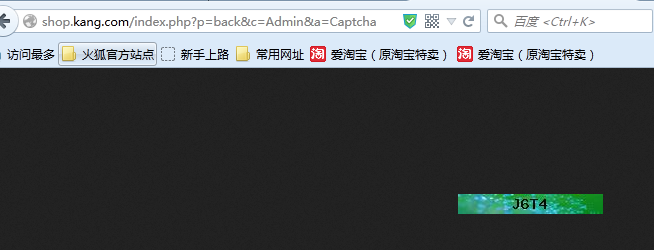 shop.kang.com/index.php?p=back&c=Admin&a=Captcha 百度 <Ctrl+K>
访问最多 火狐官方站点 新手上路 常用网址 淘 爱淘宝（原淘宝特卖） 淘 爱淘宝（原淘宝特卖）
J6T4